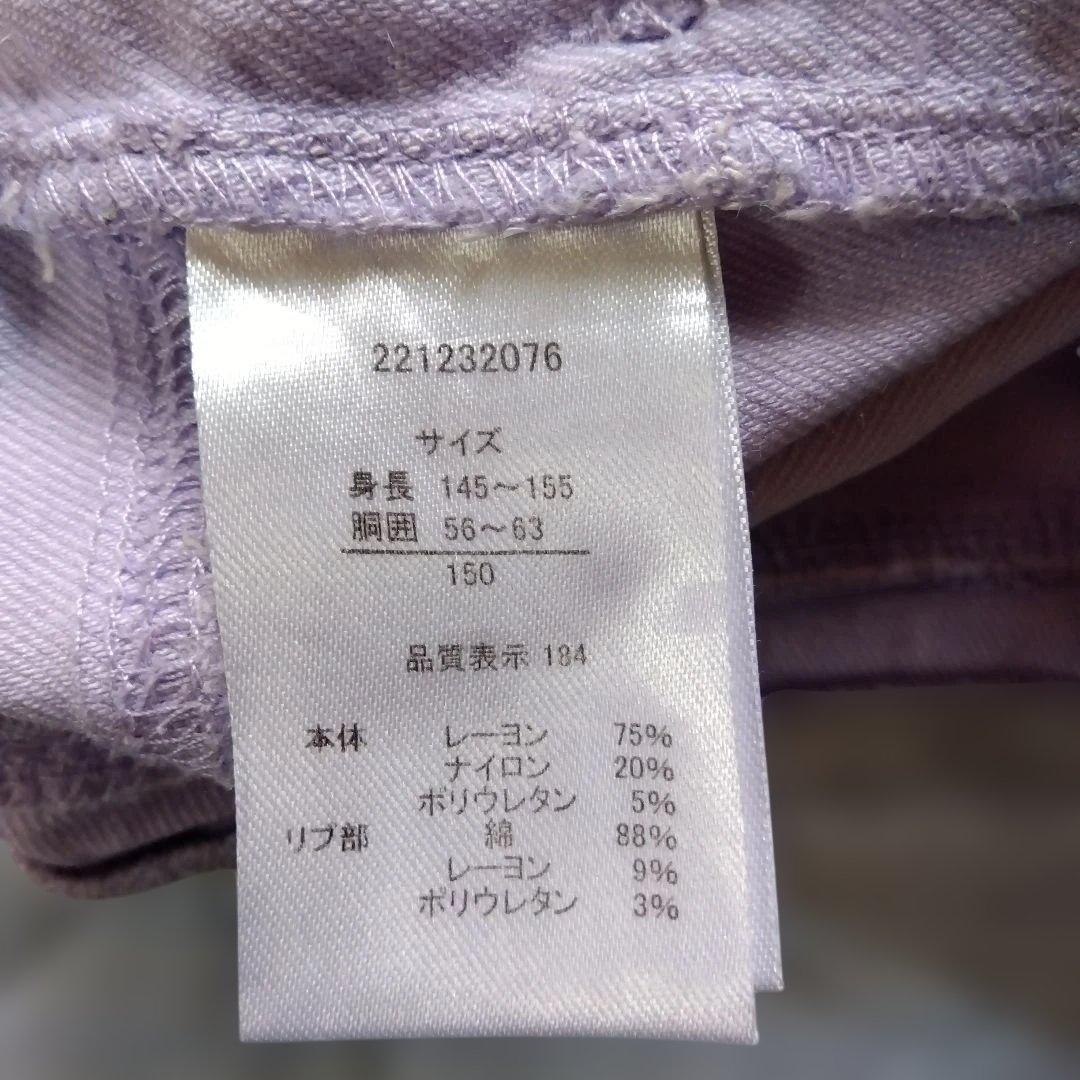 221232076
サイズ
身長 145～155
胴囲 56～63
150
品質表示 184
本体 レーヨン 75%
ナイロン 20%
ポリウレタン 5%
リブ部 綿 88%
レーヨン 9%
ポリウレタン 3%